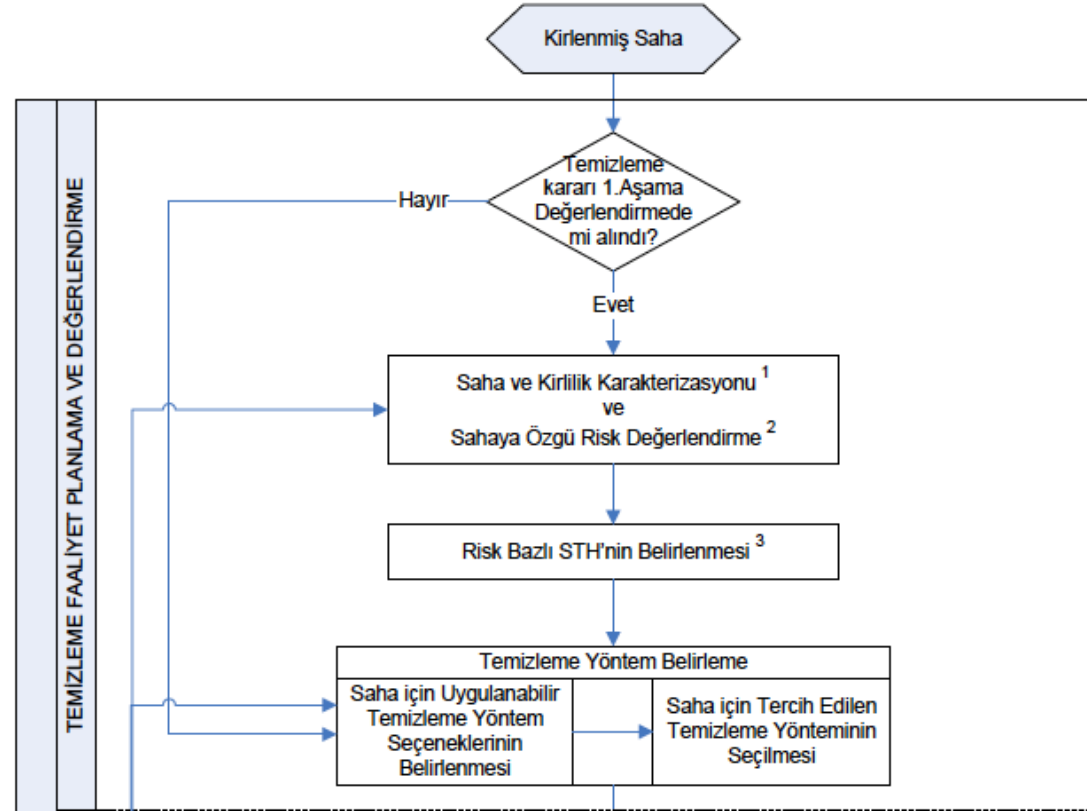 Kirlenmiş Saha
TEMİZLEME FAALİYET PLANLAMA VE DEĞERLENDİRME
Temizleme
kararı 1.Aşama
Değerlendirmede
mi alındı?
Hayır
Evet
Saha ve Kirlilik Karakterizasyonu 1
ve
Sahaya Özgü Risk Değerlendirme 2
Risk Bazlı STH'nin Belirlenmesi 3
Temizleme Yöntem Belirleme
Saha için Uygulanabilir
Temizleme Yöntem
Seçeneklerinin
Belirlenmesi
Saha için Tercih Edilen
Temizleme Yönteminin
Seçilmesi